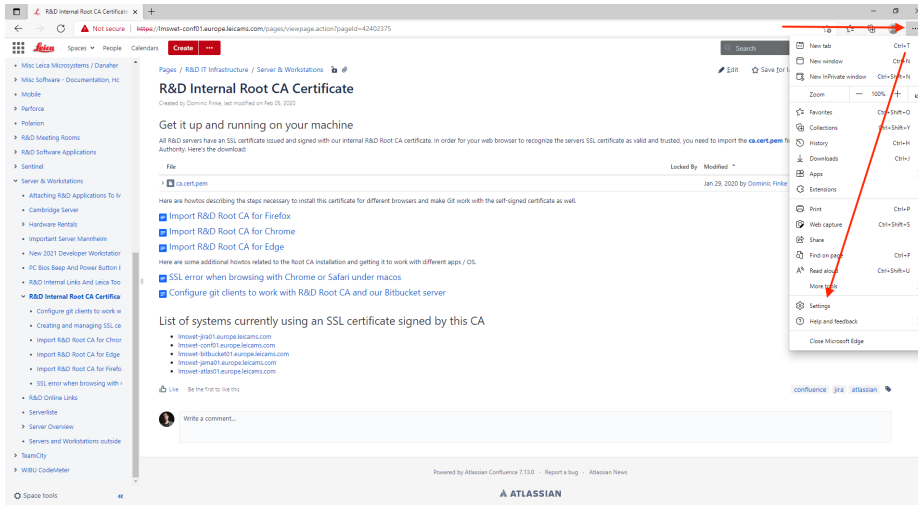 R&D Internal Root CA Certificate
Not secure
https://lmswet-conf01.europe.leicams.com/pages/viewpage.action?pageId=42402375
Leica
Spaces
People
Calendars
Create
Search
Misc Leica Microsystems / Danaher
Misc Software - Documentation, Hc
Mobile
Perforce
Polarion
R&D Meeting Rooms
R&D Software Applications
Sentinel
Server & Workstations
Attaching R&D Applications To M
Cambridge Server
Hardware Rentals
Important Server Mannheim
New 2021 Developer Workstation
PC Bios Beep And Power Button E
R&D Internal Links And Leica Too
R&D Internal Root CA Certifica
Configure git clients to work w
Creating and managing SSL ce
Import R&D Root CA for Chror
Import R&D Root CA for Edge
Import R&D Root CA for Firefo
SSL error when browsing with
R&D Online Links
Serverliste
Server Overview
Servers and Workstations outside
TeamCity
WIBU CodeMeter
Space tools
Pages / R&D IT Infrastructure / Server & Workstations
Edit
Save for
R&D Internal Root CA Certificate
Created by Dominic Finke, last modified on Feb 05, 2020
Get it up and running on your machine
All R&D servers have an SSL certificate issued and signed with our internal R&D Root CA certificate. In order for your web browser to recognize the servers SSL certificate as valid and trusted, you need to import the ca.cert.pem
Authority. Here's the download:
File Locked By Modified
ca.cert.pem Jan 29, 2020 by Dominic Finke
Here are howtos describing the steps necessary to install this certificate for different browsers and make Git work with the self-signed certificate as well.
Import R&D Root CA for Firefox
Import R&D Root CA for Chrome
Import R&D Root CA for Edge
Here are some additional howtos related to the Root CA installation and getting it to work with different apps / OS.
SSL error when browsing with Chrome or Safari under macos
Configure git clients to work with R&D Root CA and our Bitbucket server
List of systems currently using an SSL certificate signed by this CA
lmswet-jira01.europe.leicams.com
lmswet-conf01.europe.leicams.com
lmswet-bitbucket01.europe.leicams.com
lmswet-jama01.europe.leicams.com
lmswet-atlas01.europe.leicams.com
Like Be the first to like this
confluence jira atlassian
Write a comment...
Powered by Atlassian Confluence 7.13.0 · Report a bug · Atlassian News
ATLASSIAN
New tab Ctrl+T
New window Ctrl+N
New InPrivate window Ctrl+Shift+N
Zoom — 100% +
Favorites Ctrl+Shift+O
Collections Ctrl+Shift+Y
History Ctrl+H
Downloads Ctrl+J
Apps
Extensions
Print Ctrl+P
Web capture Ctrl+Shift+S
Share
Find on page Ctrl+F
Read aloud Ctrl+Shift+U
More tools
Settings
Help and feedback
Close Microsoft Edge